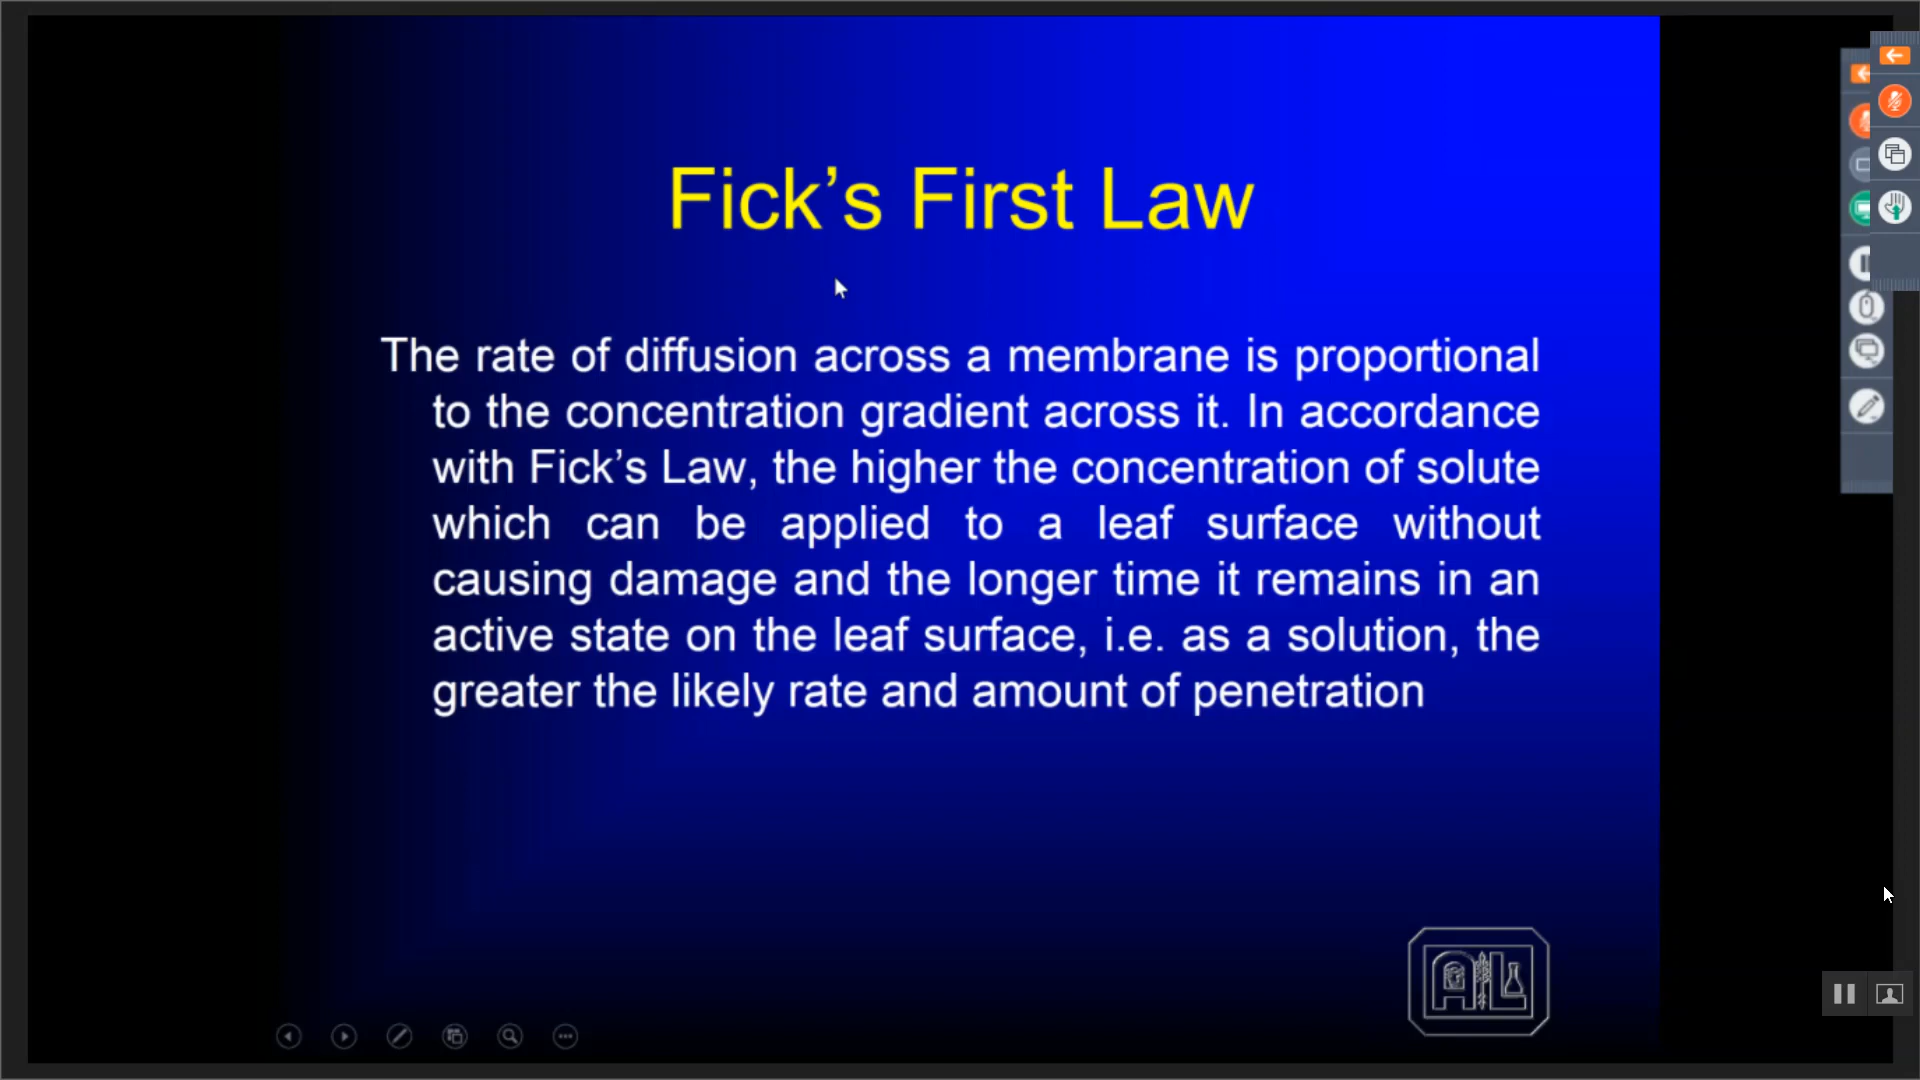 Fick’s First Law
The rate of diffusion across a membrane is proportional
to the concentration gradient across it. In accordance
with Fick’s Law, the higher the concentration of solute
which can be applied to a leaf surface without
causing damage and the longer time it remains in an
active state on the leaf surface, i.e. as a solution, the
greater the likely rate and amount of penetration
AL